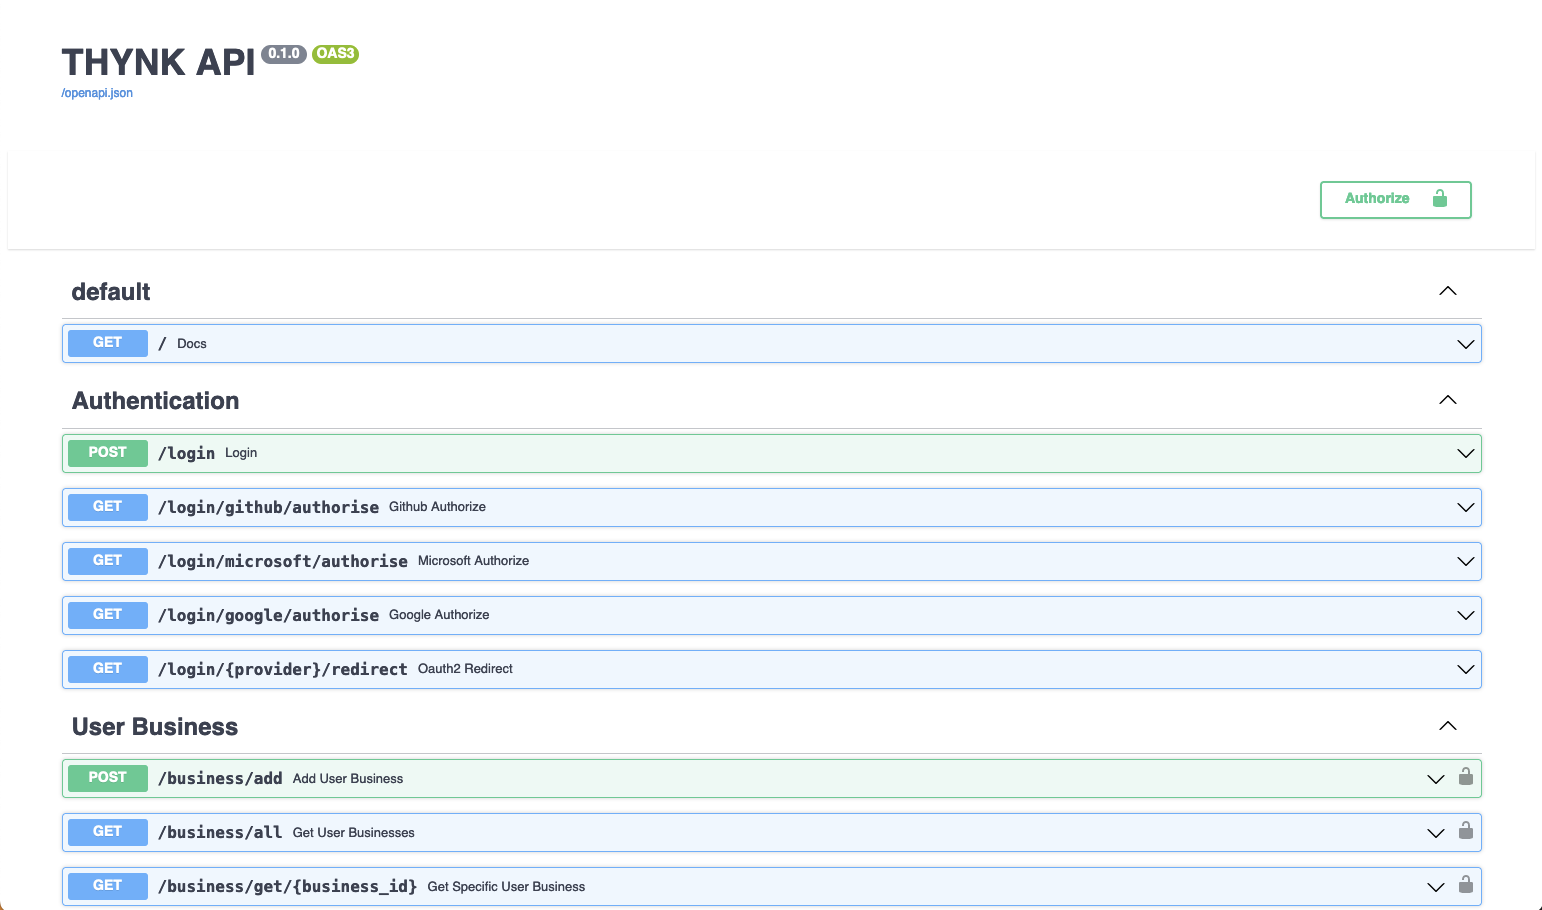 THYNK API 0.1.0 OAS3
/openapi.json
Authorize
default
GET / Docs
Authentication
POST /login Login
GET /login/github/authorise Github Authorize
GET /login/microsoft/authorise Microsoft Authorize
GET /login/google/authorise Google Authorize
GET /login/{provider}/redirect Oauth2 Redirect
User Business
POST /business/add Add User Business
GET /business/all Get User Businesses
GET /business/get/{business_id} Get Specific User Business